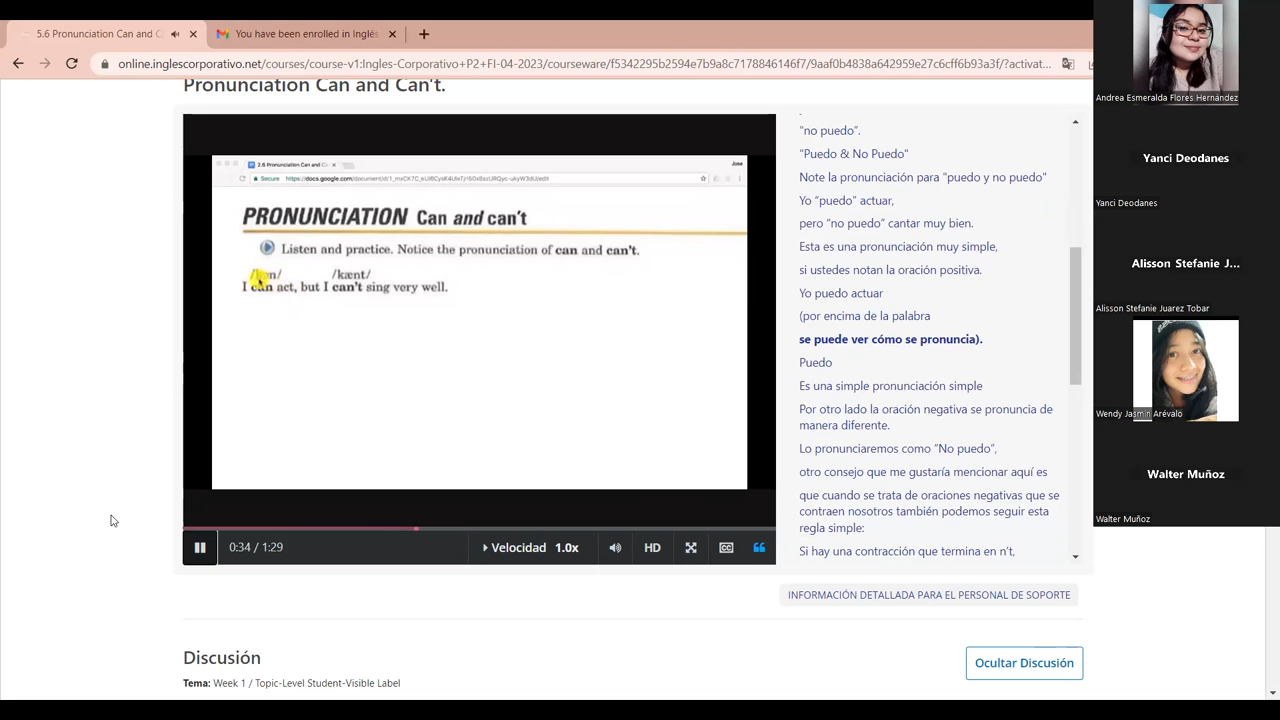 5.6 Pronunciation Can and C
You have been enrolled in Inglés
online.inglescorporativo.net/courses/course-v1:Ingles-Corporativo+P2+FI-04-2023/courseware/f5342295b2594e7b9a8c7178846146f7/9aaf0b4838a642959e27c6cff6b93a3f/?activat...
Pronunciation Can and Can't.
2.6 Pronunciation Can and C
Jose
Secure
PRONUNCIATION Can and can't
Listen and practice. Notice the pronunciation of can and can't.
/kænt/
I can act, but I can't sing very well.
0:34 / 1:29
Velocidad 1.0x
HD
"no puedo".
"Puedo & No Puedo"
Note la pronunciación para "puedo y no puedo"
Yo "puedo" actuar,
pero "no puedo" cantar muy bien.
Esta es una pronunciación muy simple,
si ustedes notan la oración positiva.
Yo puedo actuar
(por encima de la palabra
se puede ver cómo se pronuncia).
Puedo
Es una simple pronunciación simple
Por otro lado la oración negativa se pronuncia de
manera diferente.
Lo pronunciaremos como "No puedo",
otro consejo que me gustaría mencionar aquí es
que cuando se trata de oraciones negativas que se
contraen nosotros también podemos seguir esta
regla simple:
Si hay una contracción que termina en n't,
INFORMACIÓN DETALLADA PARA EL PERSONAL DE SOPORTE
Discusión
Ocultar Discusión
Tema: Week 1 / Topic-Level Student-Visible Label
Andrea Esmeralda Flores Hernández
Yanci Deodanes
Yanci Deodanes
Alisson Stefanie J...
Alisson Stefanie Juarez Tobar
Wendy Jasmin Arévalo
Walter Muñoz
Walter Muñoz